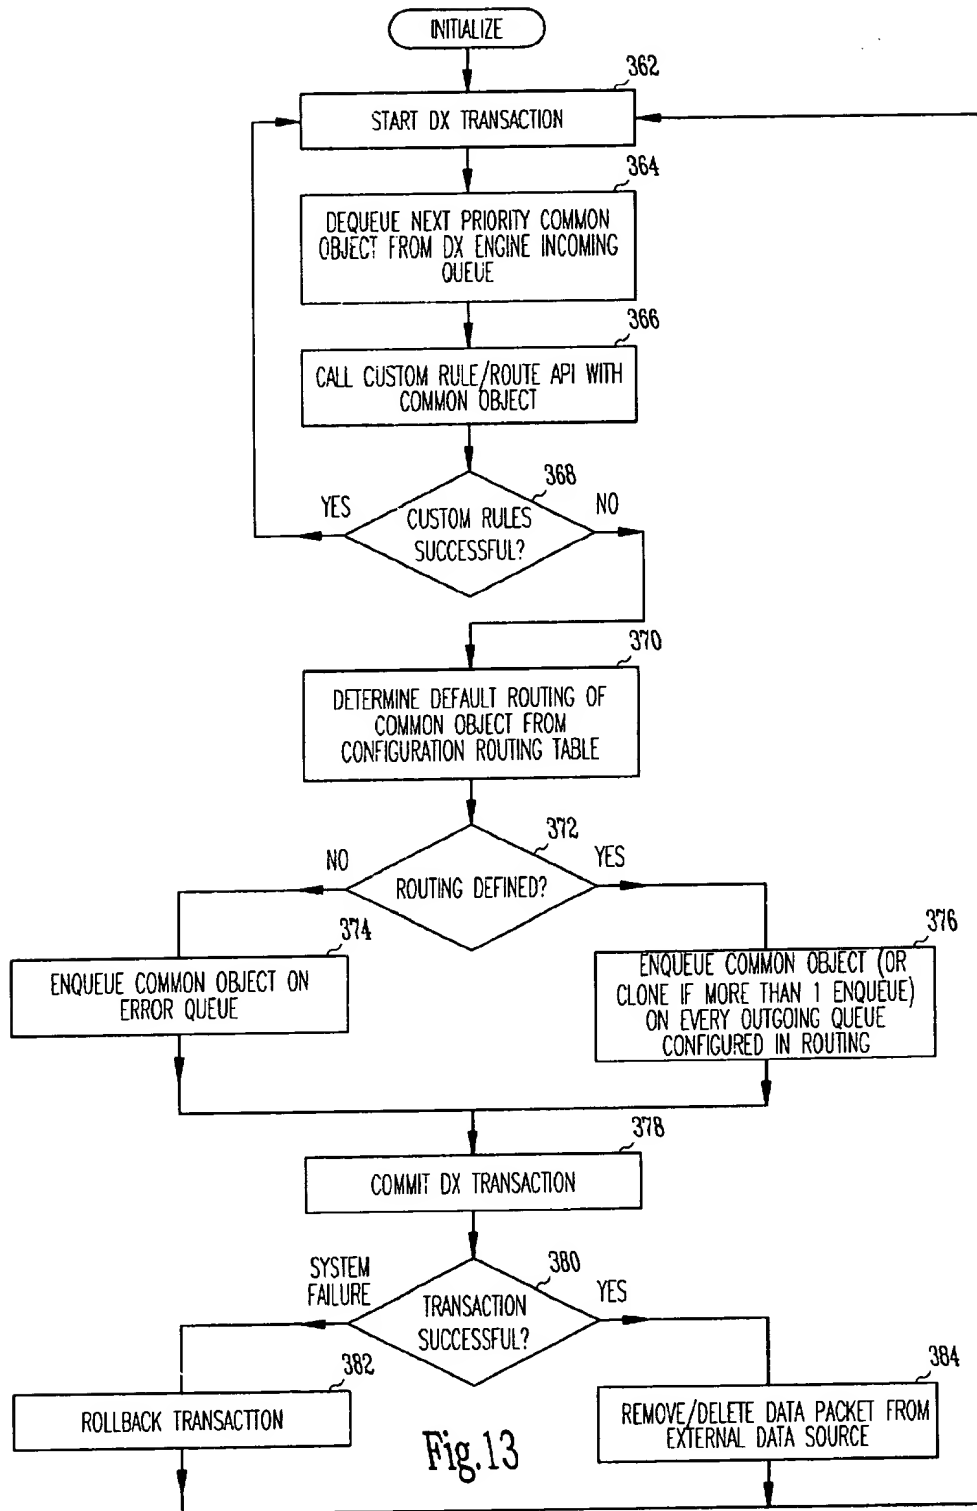 INITIALIZE
362
START DX TRANSACTION
364
DEQUEUE NEXT PRIORITY COMMON
OBJECT FROM DX ENGINE INCOMING
QUEUE
366
CALL CUSTOM RULE/ROUTE API WITH
COMMON OBJECT
368
YES
NO
CUSTOM RULES
SUCCESSFUL?
370
DETERMINE DEFAULT ROUTING OF
COMMON OBJECT FROM
CONFIGURATION ROUTING TABLE
372
NO
YES
ROUTING DEFINED?
374
376
ENQUEUE COMMON OBJECT ON
ERROR QUEUE
ENQUEUE COMMON OBJECT (OR
CLONE IF MORE THAN 1 ENQUEUE)
ON EVERY OUTGOING QUEUE
CONFIGURED IN ROUTING
378
COMMIT DX TRANSACTION
SYSTEM
FAILURE
380
YES
TRANSACTION
SUCCESSFUL?
382
384
ROLLBACK TRANSACTTION
REMOVE/DELETE DATA PACKET FROM
EXTERNAL DATA SOURCE
Fig.13